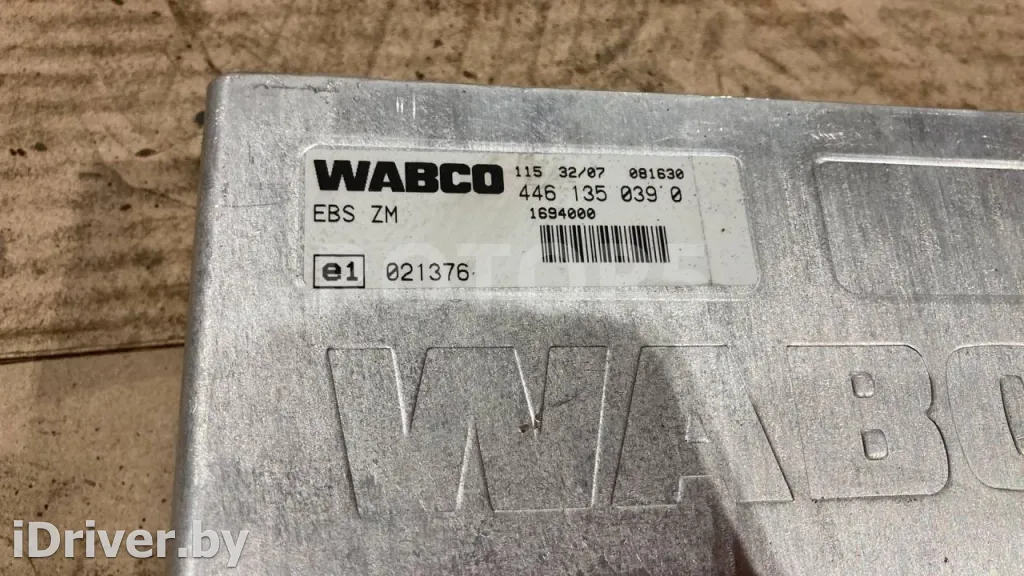 WABCO 115 32/07 081630
446 135 039 0
EBS ZM 1694000
e1 021376
WABC
iDriver.by